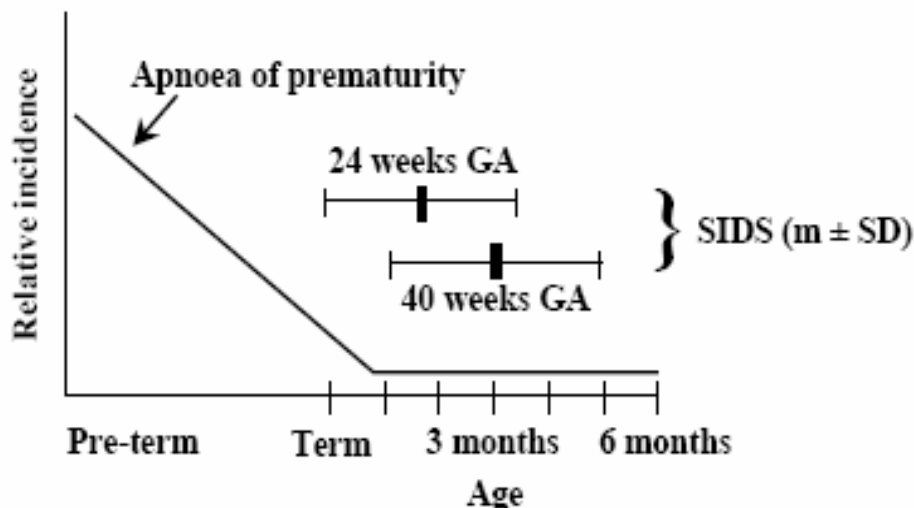 Relative incidence
Apnoea of prematurity
24 weeks GA
SIDS (m ± SD)
40 weeks GA
Pre-term
Term
3 months
6 months
Age